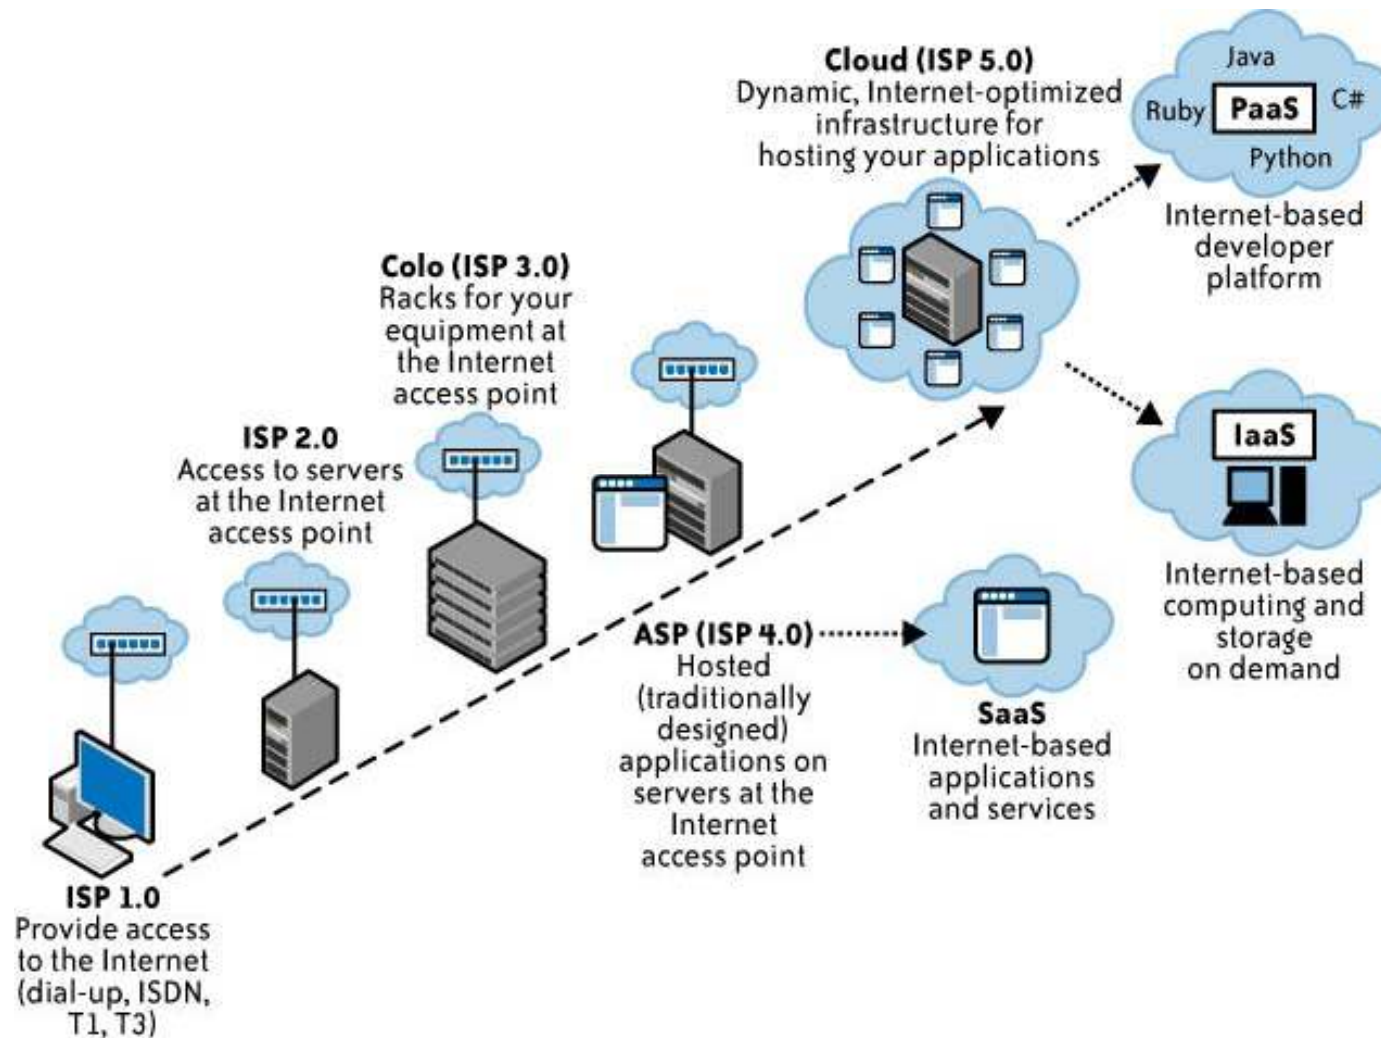 Cloud (ISP 5.0)
Dynamic, Internet-optimized
infrastructure for
hosting your applications
Java
Ruby
PaaS
C#
Python
Internet-based
developer
platform
Colo (ISP 3.0)
Racks for your
equipment at
the Internet
access point
ISP 2.0
Access to servers
at the Internet
access point
IaaS
Internet-based
computing and
storage
on demand
ASP (ISP 4.0)
Hosted
(traditionally
designed)
applications on
servers at the
Internet
access point
SaaS
Internet-based
applications
and services
ISP 1.0
Provide access
to the Internet
(dial-up, ISDN,
T1, T3)